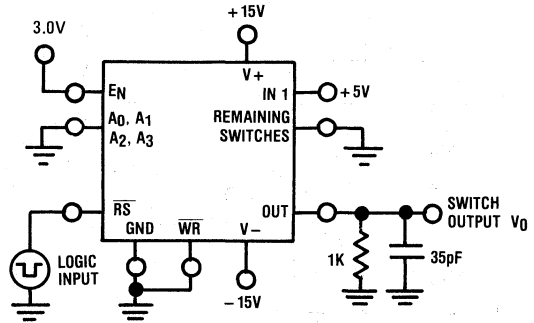 +15V
3.0V
V+
EN
IN 1
+5V
A0, A1
A2, A3
REMAINING
SWITCHES
RS
OUT
SWITCH
OUTPUT V0
GND
WR
V−
LOGIC
INPUT
1K
35pF
−15V